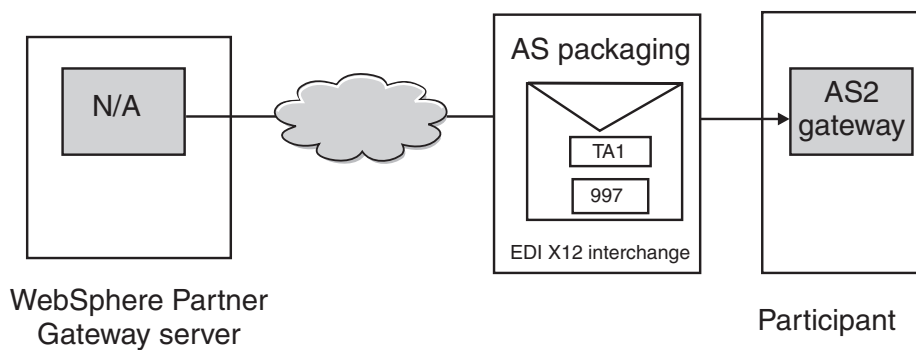 N/A
AS packaging
TA1
997
EDI X12 interchange
AS2
gateway
WebSphere Partner
Gateway server
Participant